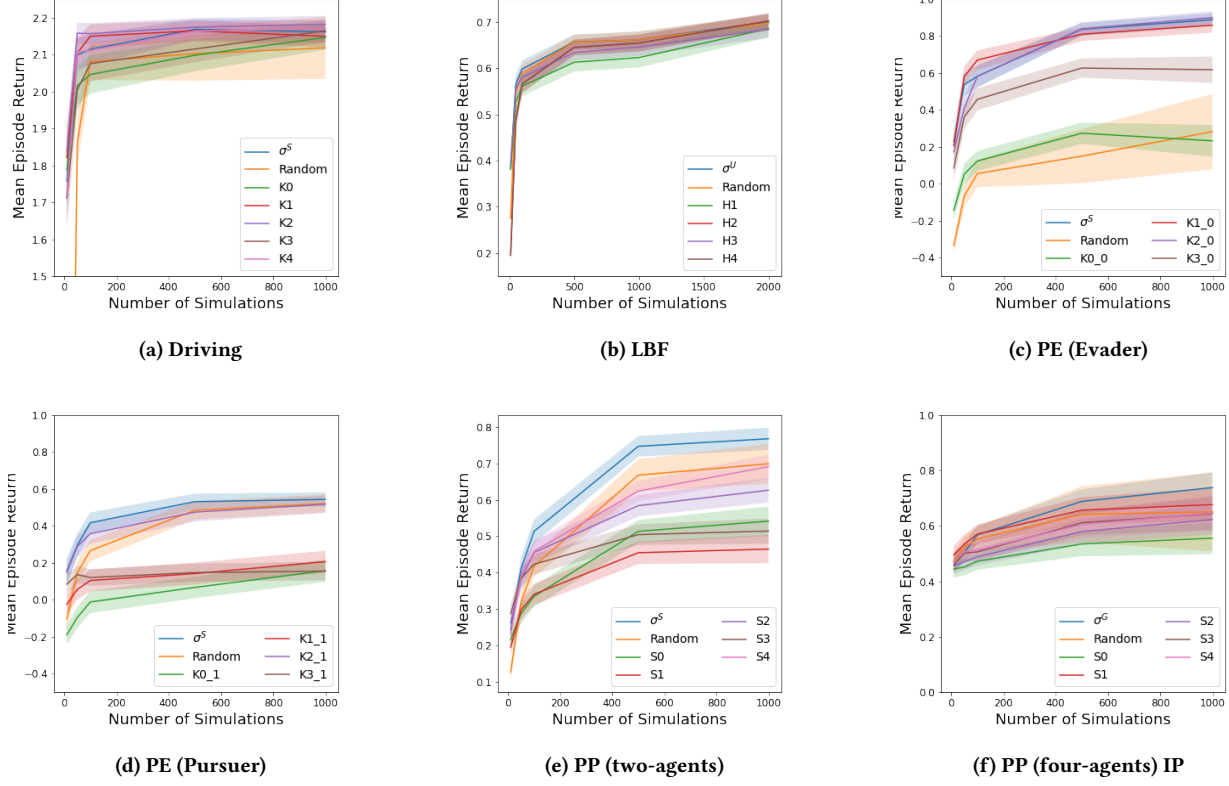 2.2
2.1
2.0
1.9
1.8
1.7
1.6
1.5
0 200 400 600 800 1000
Mean Episode Return
Number of Simulations
σ^S
Random
K0
K1
K2
K3
K4
(a) Driving
0.7
0.6
0.5
0.4
0.3
0.2
0 500 1000 1500 2000
Mean Episode Return
Number of Simulations
σ^U
Random
H1
H2
H3
H4
(b) LBF
1.0
0.8
0.6
0.4
0.2
0.0
−0.2
−0.4
0 200 400 600 800 1000
Mean Episode Return
Number of Simulations
σ^S K1_0
Random K2_0
K0_0 K3_0
(c) PE (Evader)
1.0
0.8
0.6
0.4
0.2
0.0
−0.2
−0.4
0 200 400 600 800 1000
Mean Episode Return
Number of Simulations
σ^S K1_1
Random K2_1
K0_1 K3_1
(d) PE (Pursuer)
0.8
0.7
0.6
0.5
0.4
0.3
0.2
0.1
0 200 400 600 800 1000
Mean Episode Return
Number of Simulations
σ^S S2
Random S3
S0 S4
S1
(e) PP (two-agents)
1.0
0.8
0.6
0.4
0.2
0.0
0 200 400 600 800 1000
Mean Episode Return
Number of Simulations
σ^G S2
Random S3
S0 S4
S1
(f) PP (four-agents) IP